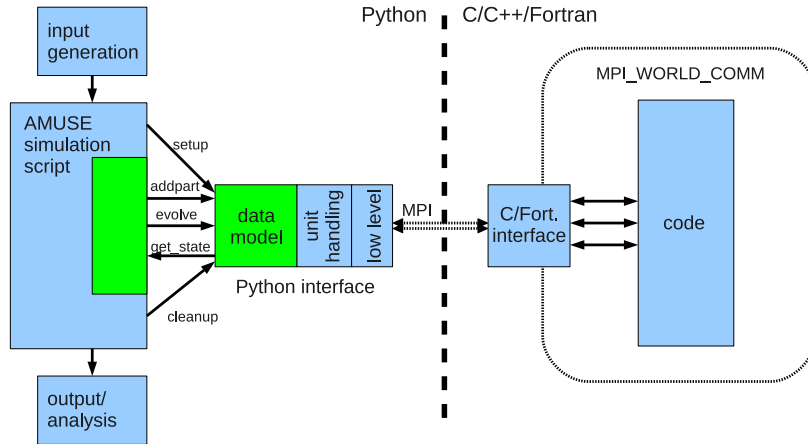 Python
C/C++/Fortran
input
generation
MPI_WORLD_COMM
AMUSE
simulation
script
setup
addpart
evolve
get_state
cleanup
data
model
unit
handling
low level
Python interface
MPI
C/Fort.
interface
code
output/
analysis